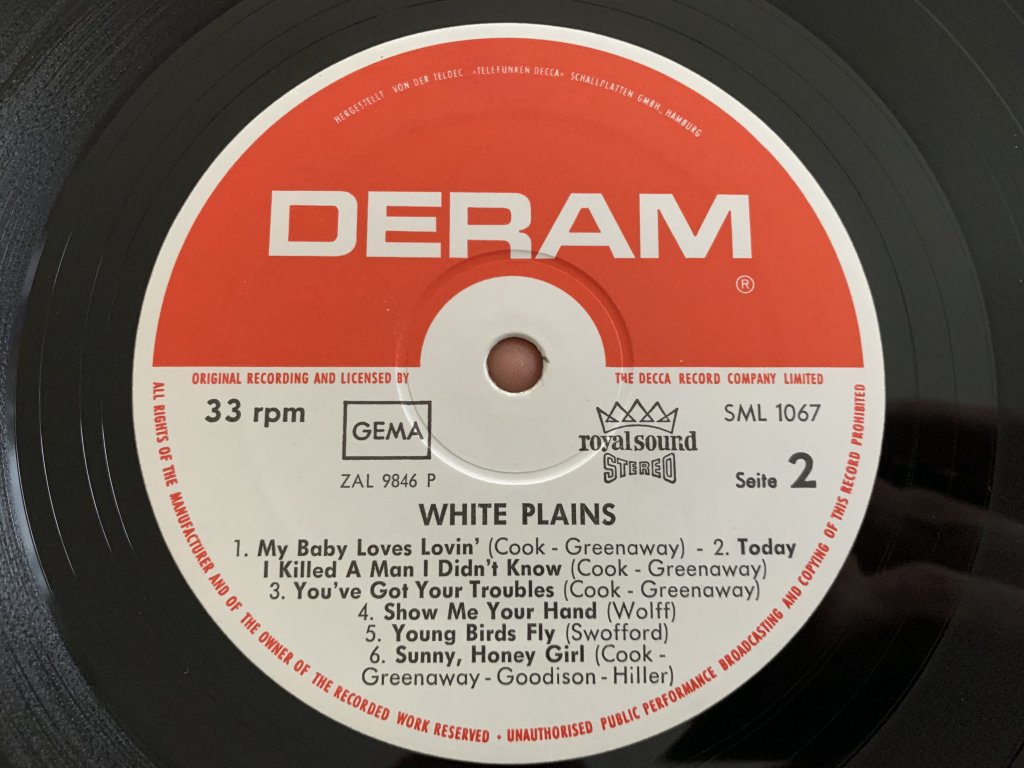 HERGESTELLT VON DER TELDEC »TELEFUNKEN DECCA« SCHALLPLATTEN GMBH., HAMBURG
DERAM
®
ORIGINAL RECORDING AND LICENSED BY THE DECCA RECORD COMPANY LIMITED
33 rpm
GEMA
royal sound
STEREO
SML 1067
ZAL 9846 P
Seite 2
WHITE PLAINS
1. My Baby Loves Lovin' (Cook - Greenaway) - 2. Today
I Killed A Man I Didn't Know (Cook - Greenaway)
3. You've Got Your Troubles (Cook - Greenaway)
4. Show Me Your Hand (Wolff)
5. Young Birds Fly (Swofford)
6. Sunny, Honey Girl (Cook -
Greenaway - Goodison - Hiller)
ALL RIGHTS OF THE MANUFACTURER AND OF THE OWNER OF THE RECORDED WORK RESERVED • UNAUTHORISED PUBLIC PERFORMANCE BROADCASTING AND COPYING OF THIS RECORD PROHIBITED